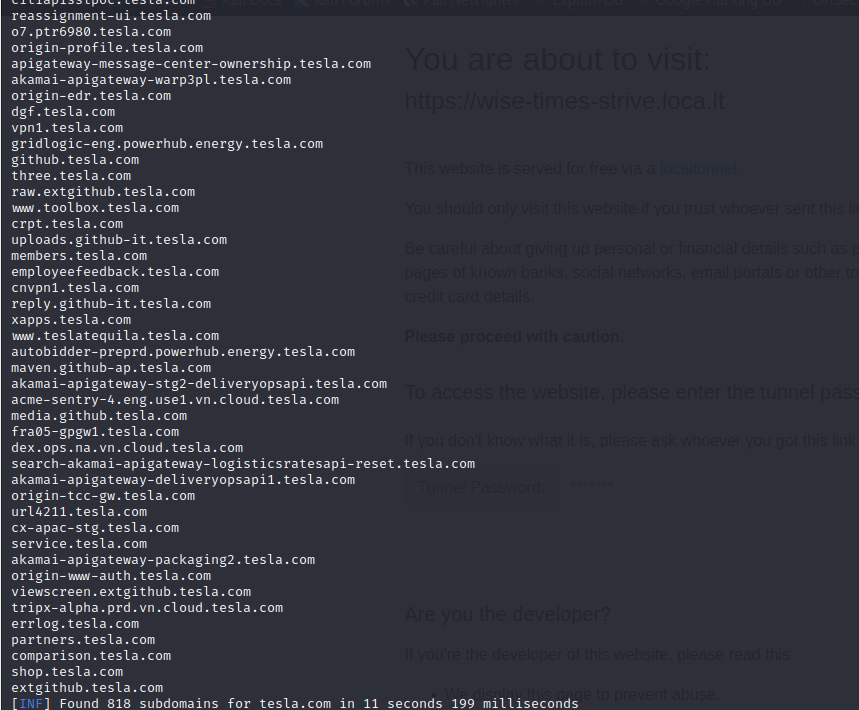 reassignment-ui.tesla.com
o7.ptr6980.tesla.com
origin-profile.tesla.com
apigateway-message-center-ownership.tesla.com
akamai-apigateway-warp3pl.tesla.com
origin-edr.tesla.com
dgf.tesla.com
vpn1.tesla.com
gridlogic-eng.powerhub.energy.tesla.com
github.tesla.com
three.tesla.com
raw.extgithub.tesla.com
www.toolbox.tesla.com
crpt.tesla.com
uploads.github-it.tesla.com
members.tesla.com
employeefeedback.tesla.com
cnvpn1.tesla.com
reply.github-it.tesla.com
xapps.tesla.com
www.teslatequila.tesla.com
autobidder-preprd.powerhub.energy.tesla.com
maven.github-ap.tesla.com
akamai-apigateway-stg2-deliveryopsapi.tesla.com
acme-sentry-4.eng.use1.vn.cloud.tesla.com
media.github.tesla.com
fra05-gpgw1.tesla.com
dex.ops.na.vn.cloud.tesla.com
search-akamai-apigateway-logisticsratesapi-reset.tesla.com
akamai-apigateway-deliveryopsapi1.tesla.com
origin-tcc-gw.tesla.com
url4211.tesla.com
cx-apac-stg.tesla.com
service.tesla.com
akamai-apigateway-packaging2.tesla.com
origin-www-auth.tesla.com
viewscreen.extgithub.tesla.com
tripx-alpha.prd.vn.cloud.tesla.com
errlog.tesla.com
partners.tesla.com
comparison.tesla.com
shop.tesla.com
extgithub.tesla.com
[INF] Found 818 subdomains for tesla.com in 11 seconds 199 milliseconds
You are about to visit:
https://wise-times-strive.loca.lt
This website is served for free via a localtunnel.
You should only visit this website if you trust whoever sent this
Be careful about giving up personal or financial details such as
pages of known banks, social networks, email portals or other
credit card details.
Please proceed with caution.
To access the website, please enter the tunnel
If you don't know what it is, please ask whoever you got this link
Tunnel Password:
Are you the developer?
If you're the developer of this website, please read this:
We display this page to prevent abuse.